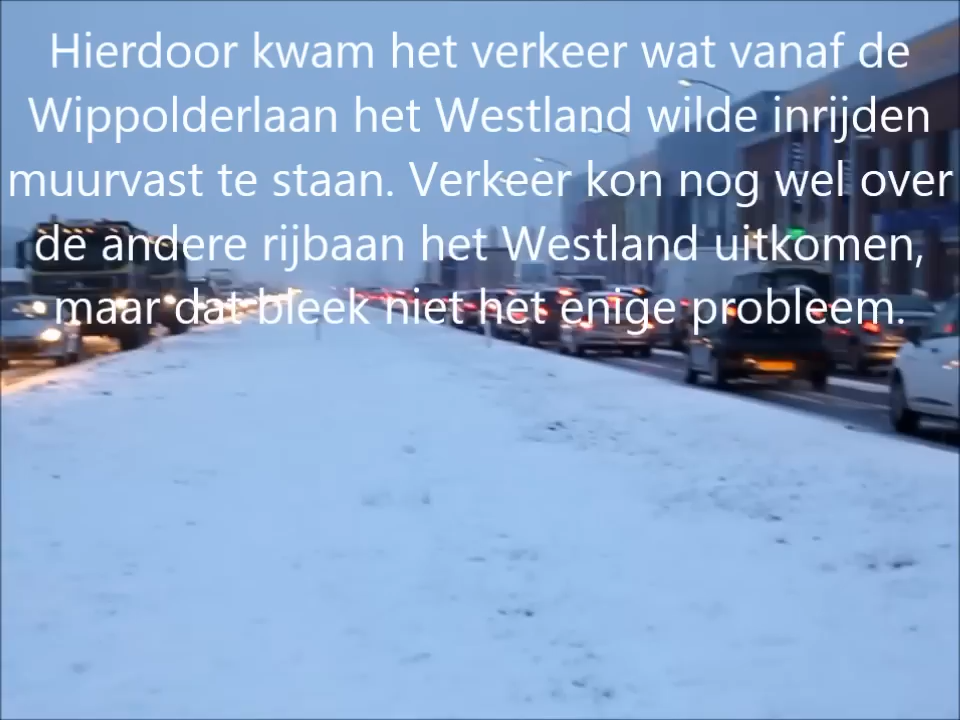 Hierdoor kwam het verkeer wat vanaf de
Wippolderlaan het Westland wilde inrijden
muurvast te staan. Verkeer kon nog wel over
de andere rijbaan het Westland uitkomen,
maar dat bleek niet het enige probleem.